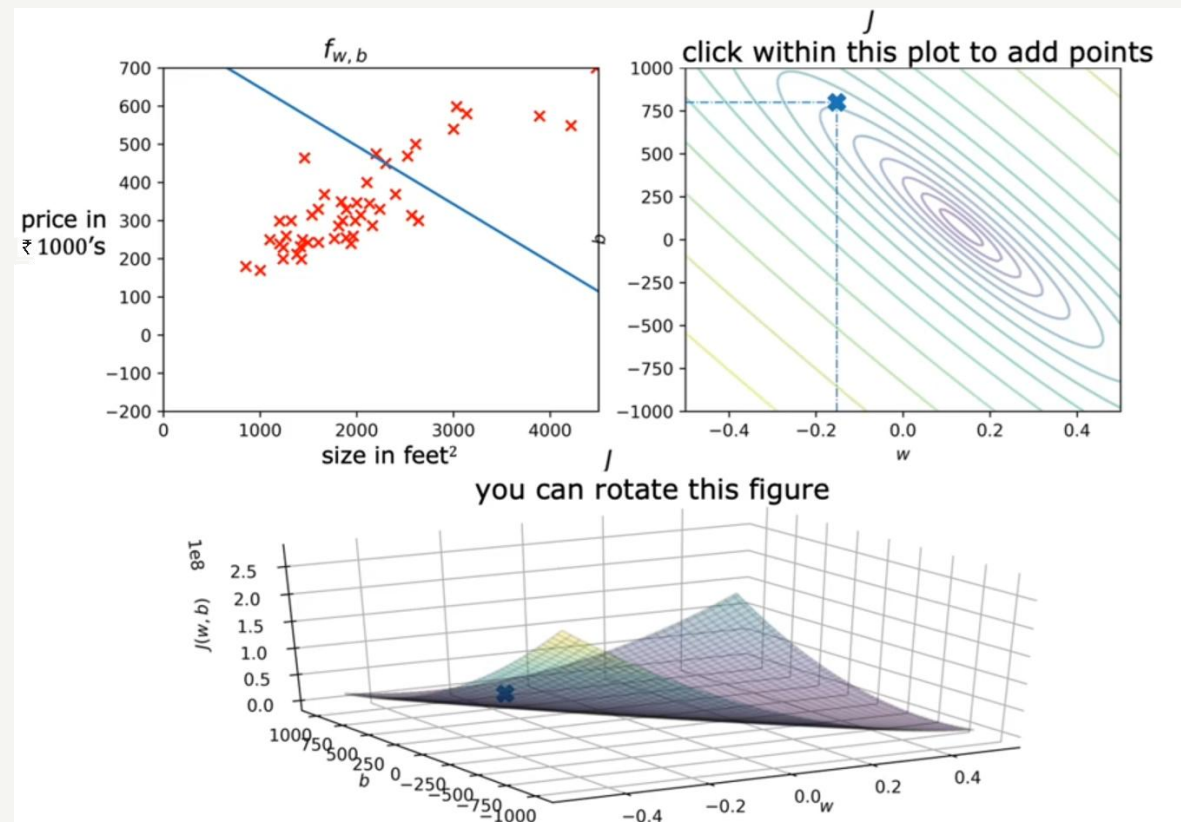 f_{w, b}
700
600
500
400
300
200
100
0
−100
−200
price in
₹ 1000’s
0 1000 2000 3000 4000
size in feet²
J
click within this plot to add points
1000
750
500
250
0
−250
−500
−750
−1000
b
−0.4 −0.2 0.0 0.2 0.4
w
J
you can rotate this figure
1e8
J(w, b)
2.5
2.0
1.5
1.0
0.5
0.0
1000
750
500
250
0
−250
−500
−750
−1000
b
−0.4 −0.2 0.0 0.2 0.4
w